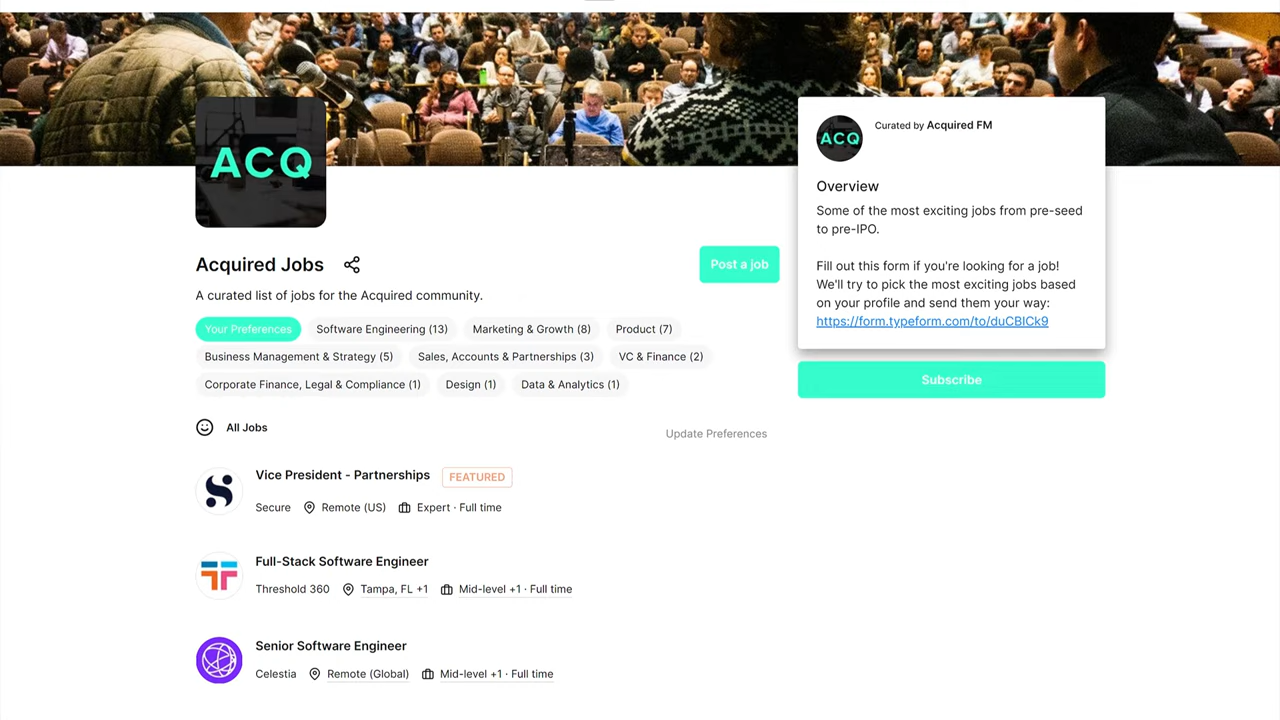 ACQ
Acquired Jobs
Post a job
A curated list of jobs for the Acquired community.
Your Preferences
Software Engineering (13)
Marketing & Growth (8)
Product (7)
Business Management & Strategy (5)
Sales, Accounts & Partnerships (3)
VC & Finance (2)
Corporate Finance, Legal & Compliance (1)
Design (1)
Data & Analytics (1)
All Jobs
Update Preferences
Vice President - Partnerships
FEATURED
Secure
Remote (US)
Expert · Full time
Full-Stack Software Engineer
Threshold 360
Tampa, FL +1
Mid-level +1 · Full time
Senior Software Engineer
Celestia
Remote (Global)
Mid-level +1 · Full time
ACQ
Curated by Acquired FM
Overview
Some of the most exciting jobs from pre-seed
to pre-IPO.
Fill out this form if you're looking for a job!
We'll try to pick the most exciting jobs based
on your profile and send them your way:
https://form.typeform.com/to/duCBICk9
Subscribe